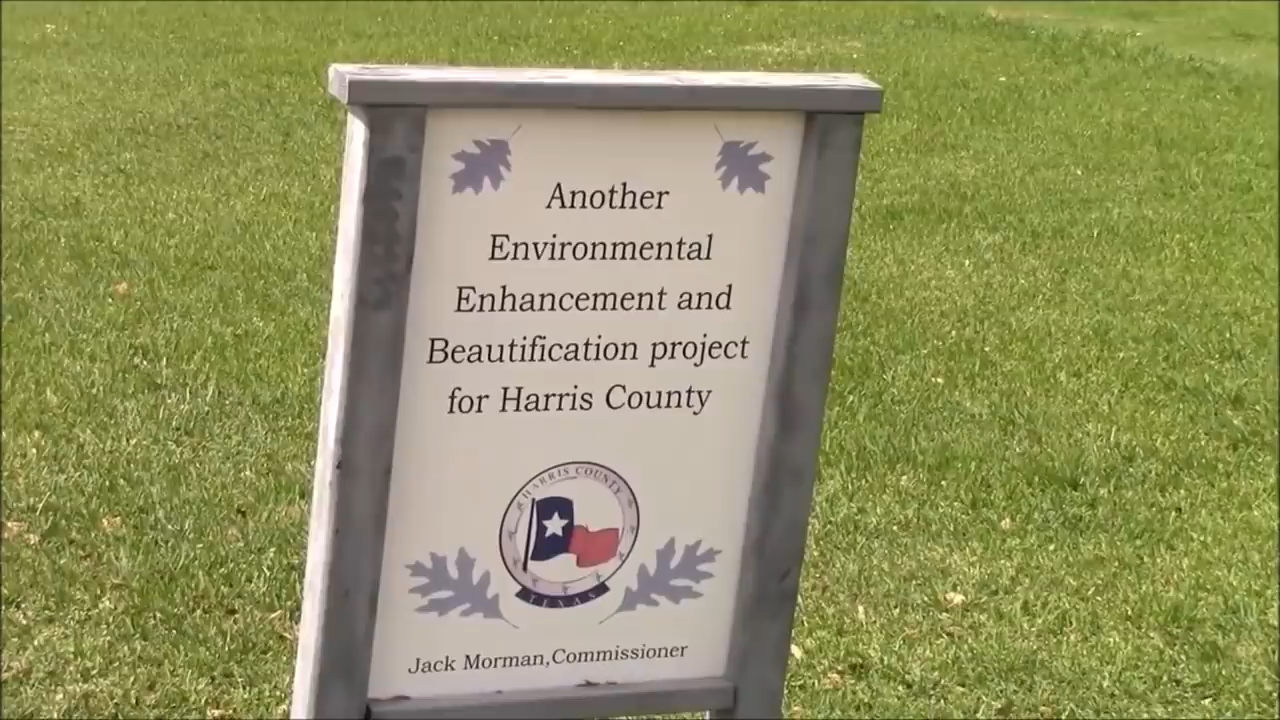 Another
Environmental
Enhancement and
Beautification project
for Harris County
HARRIS COUNTY
TEXAS
Jack Morman, Commissioner